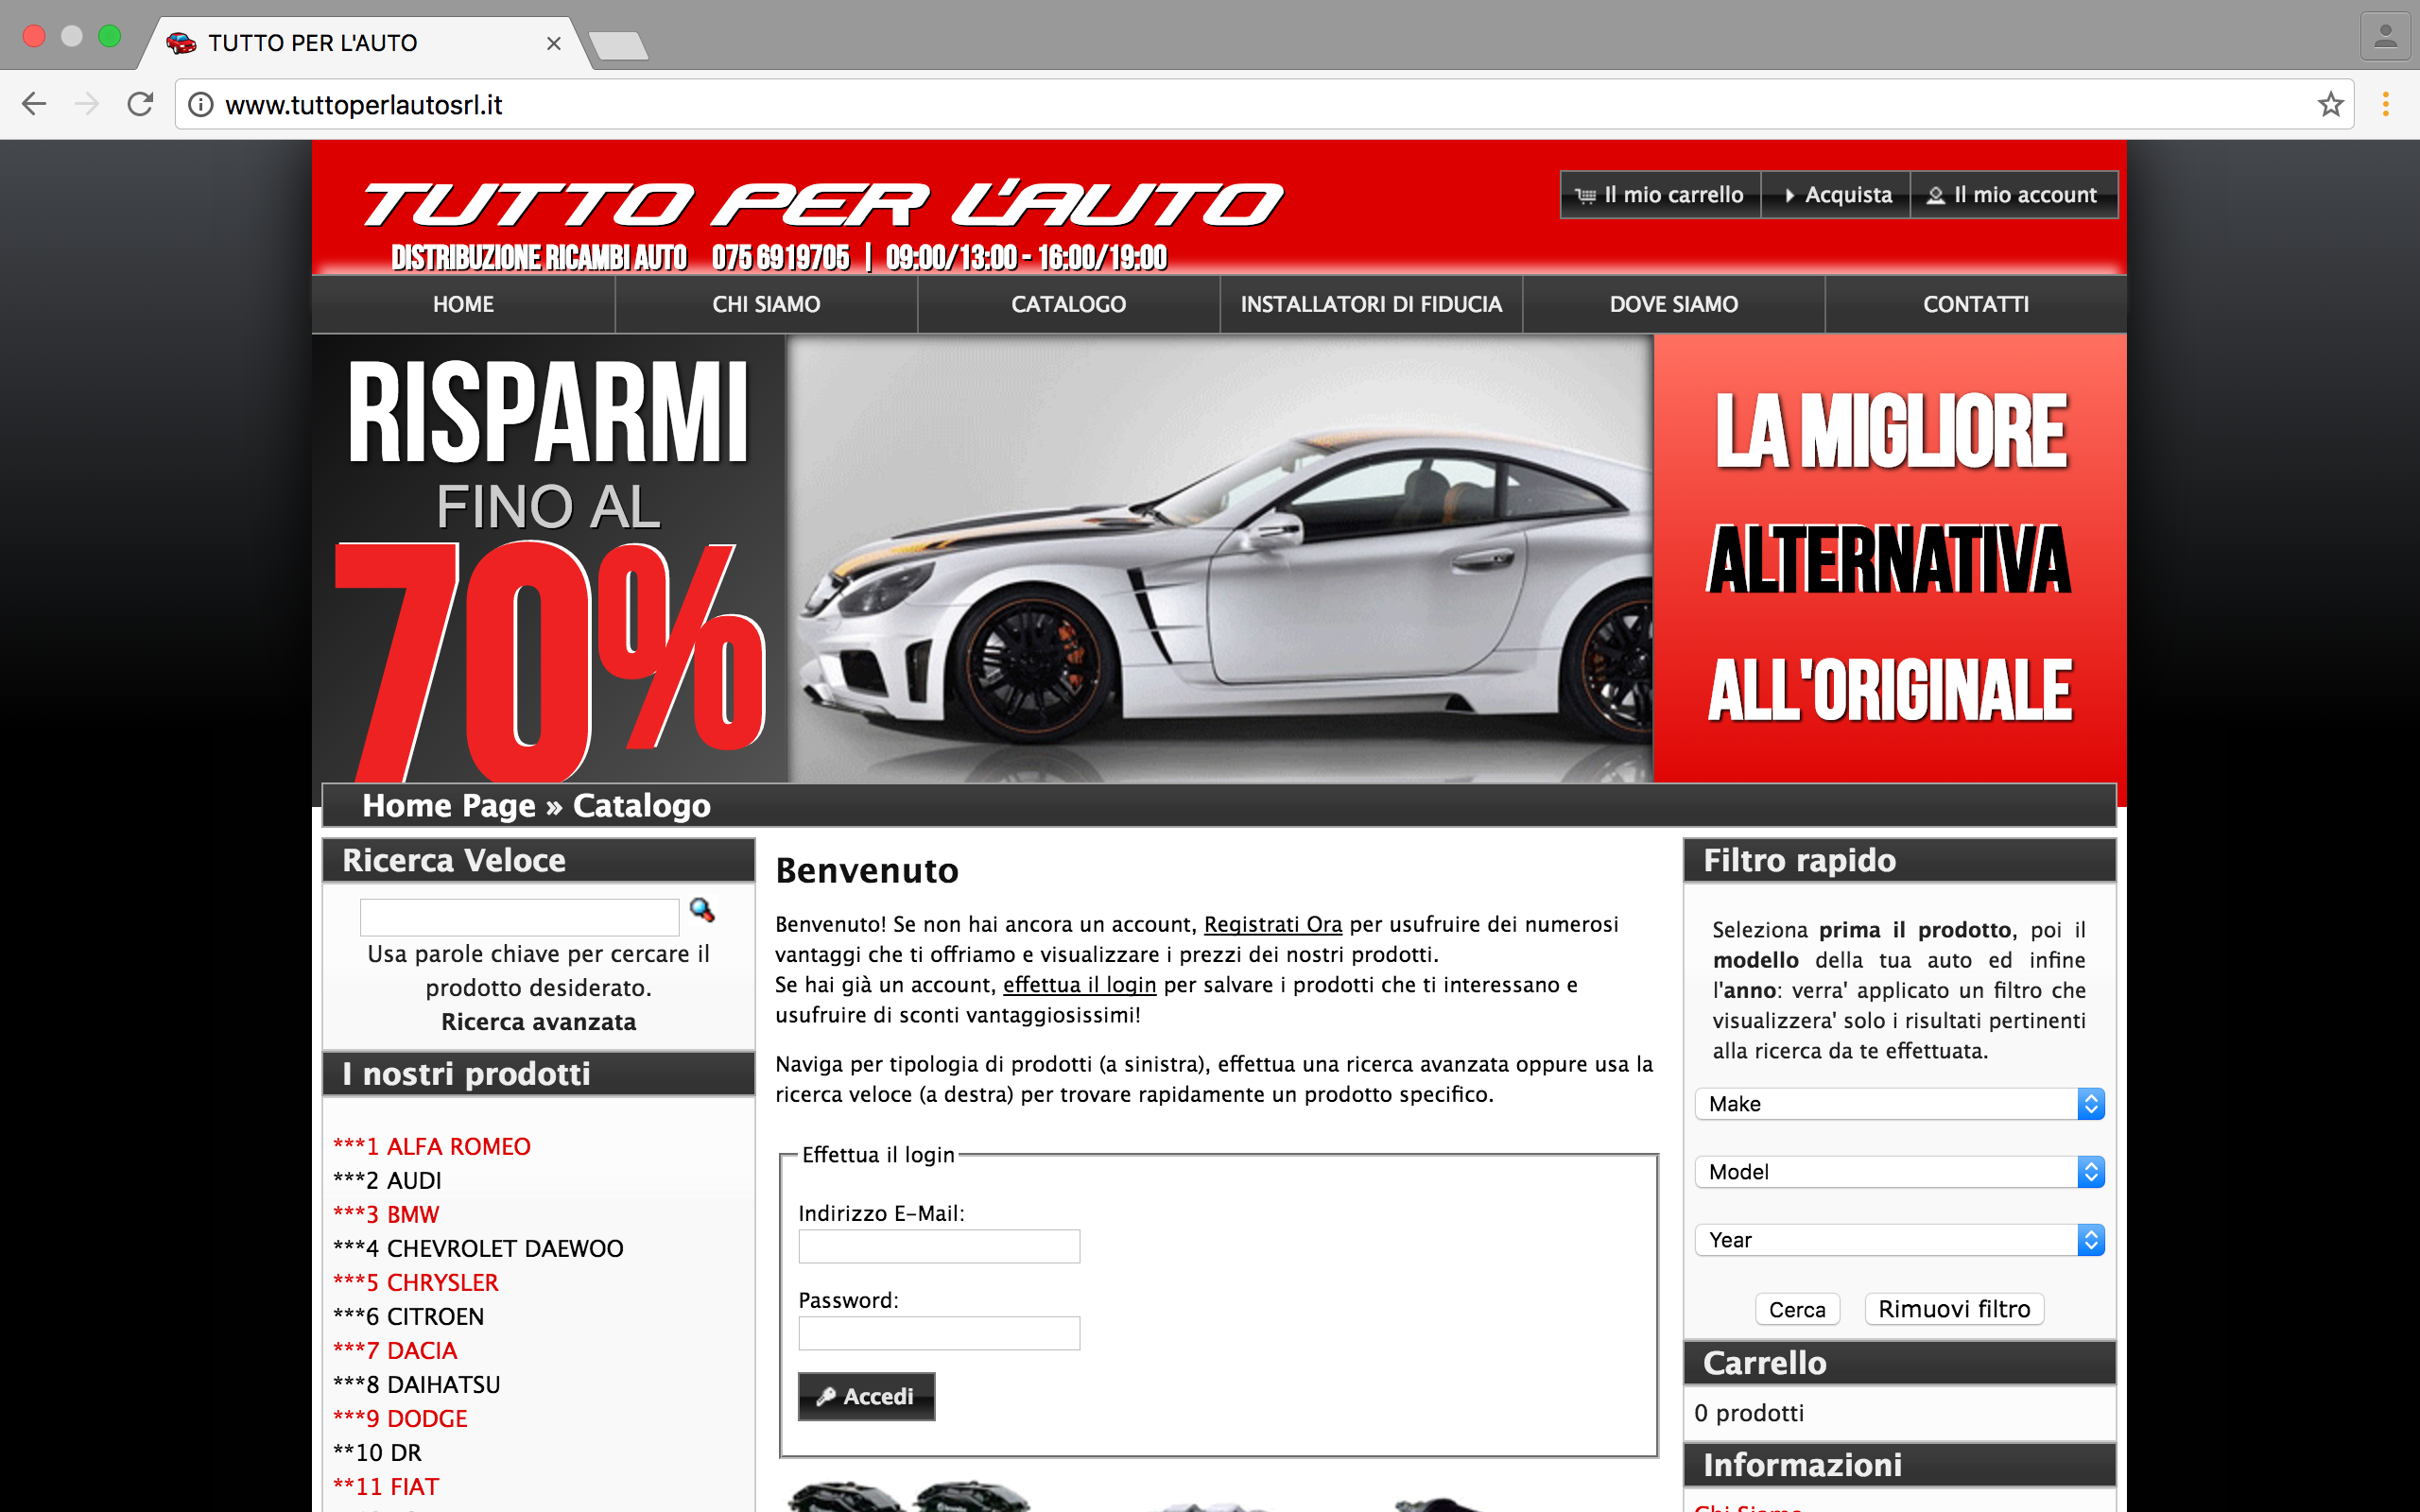 TUTTO PER L'AUTO
www.tuttoperlautosrl.it
TUTTO PER L'AUTO
DISTRIBUZIONE RICAMBI AUTO 075 6919705 | 09:00/13:00 - 16:00/19:00
Il mio carrello
Acquista
Il mio account
HOME
CHI SIAMO
CATALOGO
INSTALLATORI DI FIDUCIA
DOVE SIAMO
CONTATTI
RISPARMI
FINO AL
70%
LA MIGLIORE
ALTERNATIVA
ALL'ORIGINALE
Home Page » Catalogo
Ricerca Veloce
Usa parole chiave per cercare il
prodotto desiderato.
Ricerca avanzata
I nostri prodotti
***1 ALFA ROMEO
***2 AUDI
***3 BMW
***4 CHEVROLET DAEWOO
***5 CHRYSLER
***6 CITROEN
***7 DACIA
***8 DAIHATSU
***9 DODGE
**10 DR
**11 FIAT
Benvenuto
Benvenuto! Se non hai ancora un account, Registrati Ora per usufruire dei numerosi
vantaggi che ti offriamo e visualizzare i prezzi dei nostri prodotti.
Se hai già un account, effettua il login per salvare i prodotti che ti interessano e
usufruire di sconti vantaggiosissimi!
Naviga per tipologia di prodotti (a sinistra), effettua una ricerca avanzata oppure usa la
ricerca veloce (a destra) per trovare rapidamente un prodotto specifico.
Effettua il login
Indirizzo E-Mail:
Password:
Accedi
Filtro rapido
Seleziona prima il prodotto, poi il
modello della tua auto ed infine
l'anno: verra' applicato un filtro che
visualizzera' solo i risultati pertinenti
alla ricerca da te effettuata.
Make
Model
Year
Cerca
Rimuovi filtro
Carrello
0 prodotti
Informazioni
Chi Siamo